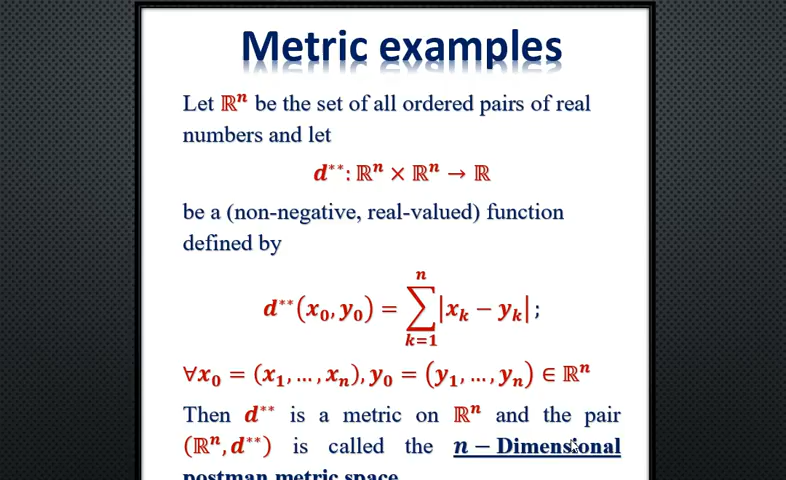 Metric examples
Let ℝⁿ be the set of all ordered pairs of real
numbers and let
d**: ℝⁿ × ℝⁿ → ℝ
be a (non-negative, real-valued) function
defined by
d**(x₀, y₀) = ∑ₖ₌₁ⁿ |xₖ − yₖ| ;
∀x₀ = (x₁, … , xₙ), y₀ = (y₁, … , yₙ) ∈ ℝⁿ
Then d** is a metric on ℝⁿ and the pair
(ℝⁿ, d**) is called the n − Dimensional
postman metric space